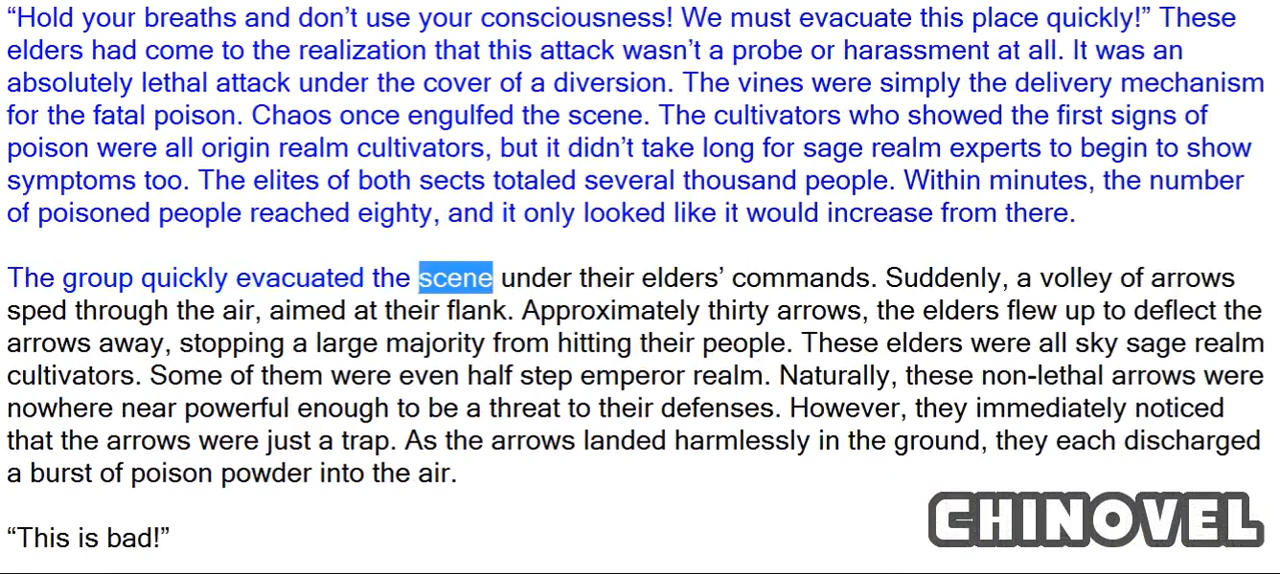 “Hold your breaths and don’t use your consciousness! We must evacuate this place quickly!” These
elders had come to the realization that this attack wasn’t a probe or harassment at all. It was an
absolutely lethal attack under the cover of a diversion. The vines were simply the delivery mechanism
for the fatal poison. Chaos once engulfed the scene. The cultivators who showed the first signs of
poison were all origin realm cultivators, but it didn’t take long for sage realm experts to begin to show
symptoms too. The elites of both sects totaled several thousand people. Within minutes, the number
of poisoned people reached eighty, and it only looked like it would increase from there.
The group quickly evacuated the scene under their elders’ commands. Suddenly, a volley of arrows
sped through the air, aimed at their flank. Approximately thirty arrows, the elders flew up to deflect the
arrows away, stopping a large majority from hitting their people. These elders were all sky sage realm
cultivators. Some of them were even half step emperor realm. Naturally, these non-lethal arrows were
nowhere near powerful enough to be a threat to their defenses. However, they immediately noticed
that the arrows were just a trap. As the arrows landed harmlessly in the ground, they each discharged
a burst of poison powder into the air.
“This is bad!”
CHINOVEL